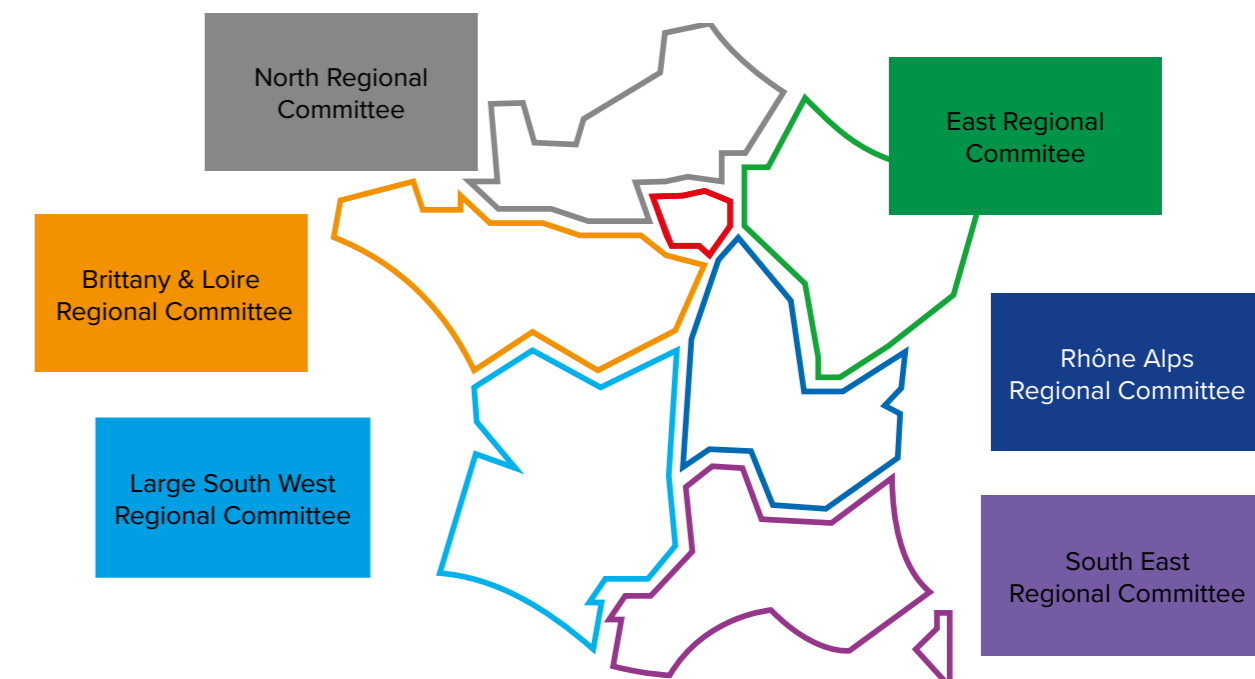 North Regional
Committee
East Regional
Commitee
Brittany & Loire
Regional Committee
Rhône Alps
Regional Committee
Large South West
Regional Committee
South East
Regional Committee